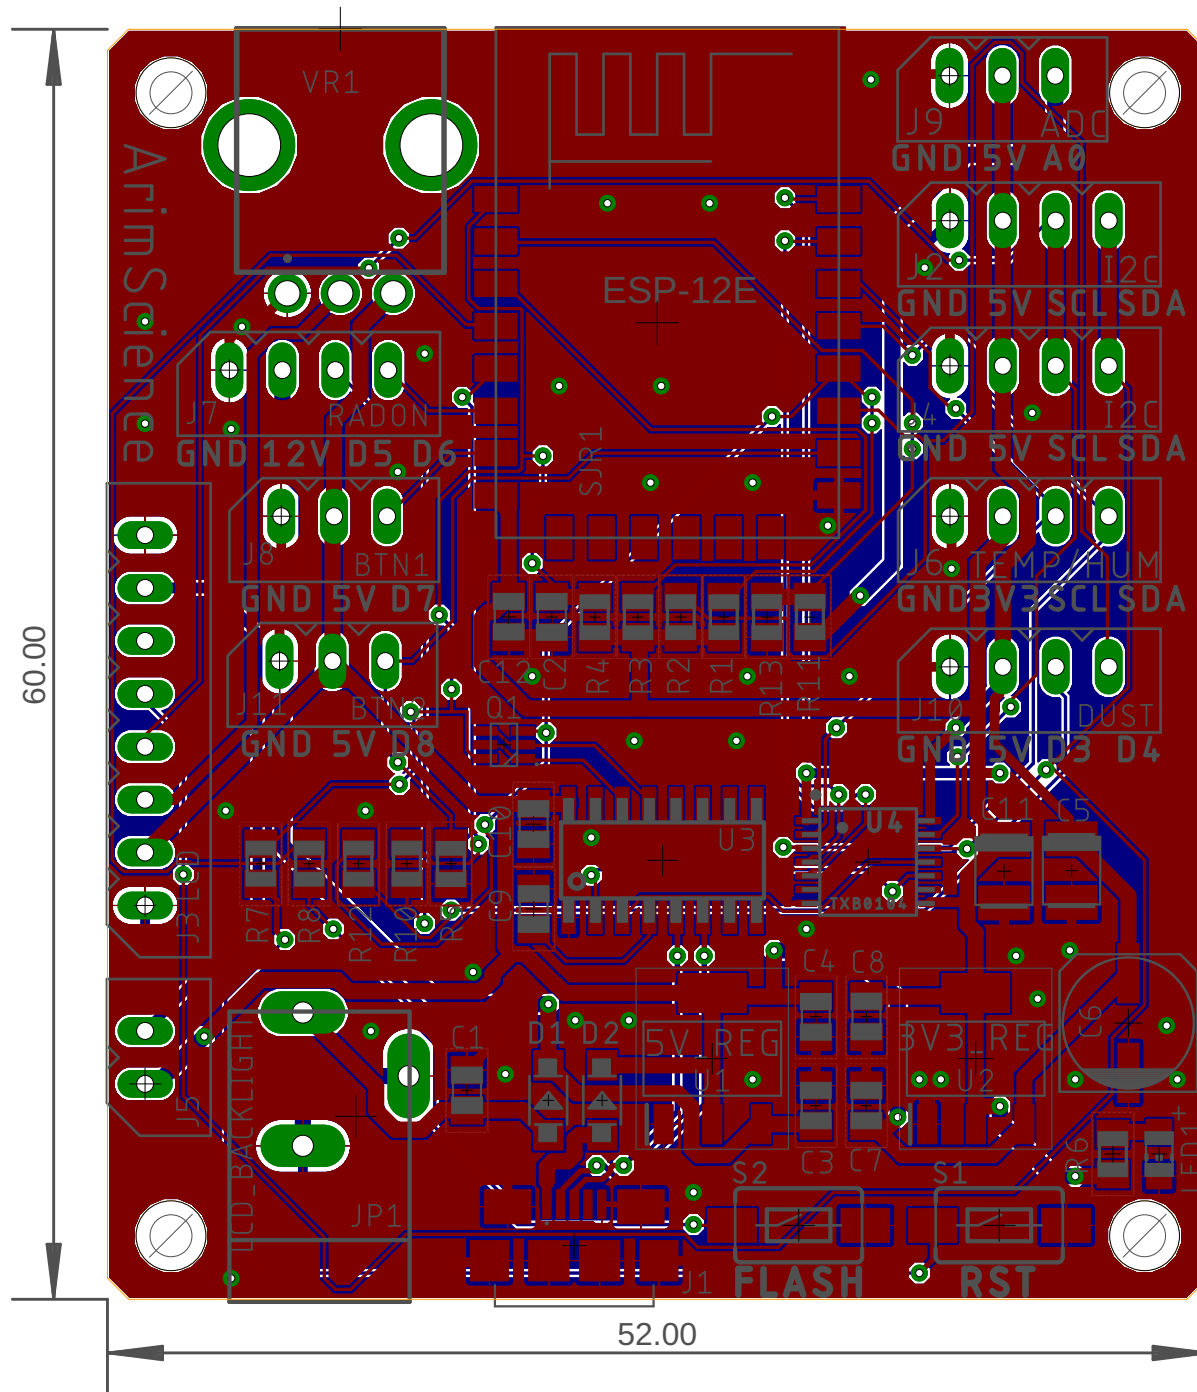 VR1
ArimScience
J9
ADC
GND 5V A0
J2
I2C
GND 5V SCL SDA
ESP-12E
J4
I2C
GND 5V SCL SDA
J7
RADON
GND 12V D5 D6
SJR1
J8
BTN1
GND 5V D7
J6
TEMP/HUM
GND 3V3 SCL SDA
J11
BTN2
GND 5V D8
C12
C2
R4
R3
R2
R1
R13
R11
Q1
J10
DUST
GND 5V D3 D4
60.00
C10
C9
U3
U4
TXB0104
C11
C5
J3
LCD
R7
R8
R12
R10
R9
C4
C8
C6
5V REG
U1
3V3 REG
U2
C1
D1
D2
J5
LCD_BACKLIGHT
JP1
C3
C7
R6
LED1
+
S2
S1
J1
FLASH
RST
52.00